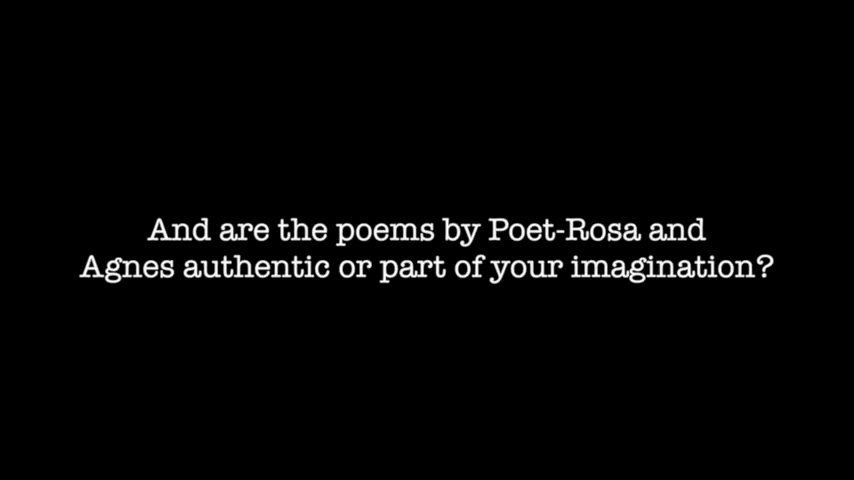 And are the poems by Poet-Rosa and
Agnes authentic or part of your imagination?